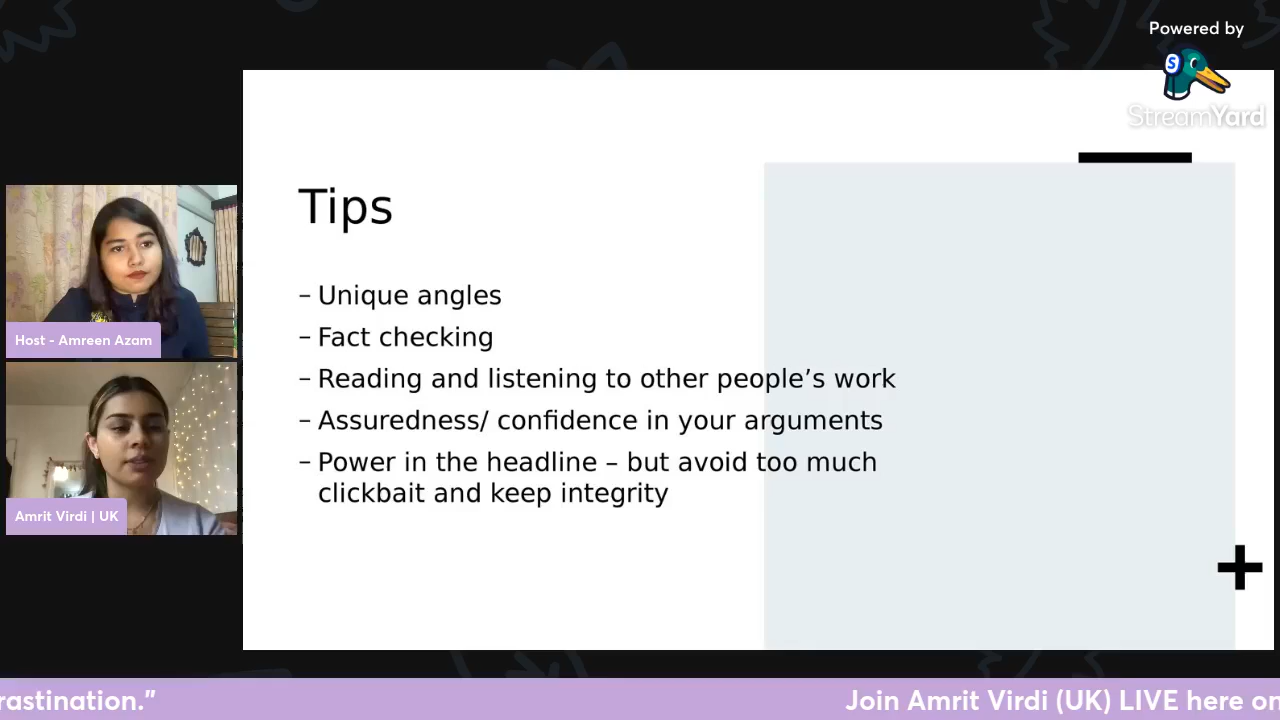 Powered by
StreamYard
Tips
– Unique angles
– Fact checking
– Reading and listening to other people’s work
– Assuredness/ confidence in your arguments
– Power in the headline – but avoid too much
clickbait and keep integrity
Host - Amreen Azam
Amrit Virdi | UK
rastination.” Join Amrit Virdi (UK) LIVE here on